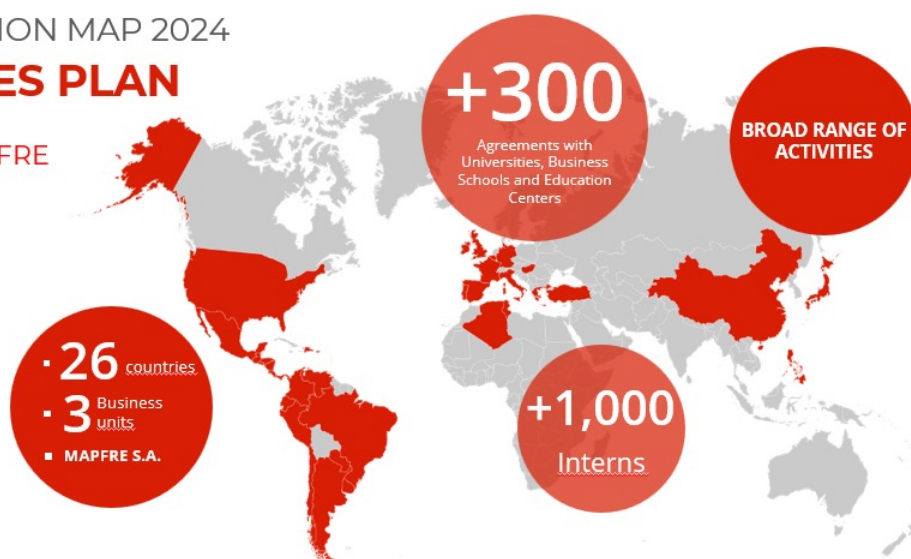 ION MAP 2024
ES PLAN
FRE
+300
Agreements with
Universities, Business
Schools and Education
Centers
BROAD RANGE OF
ACTIVITIES
· 26 countries
· 3 Business
units
▪ MAPFRE S.A.
+1,000
Interns